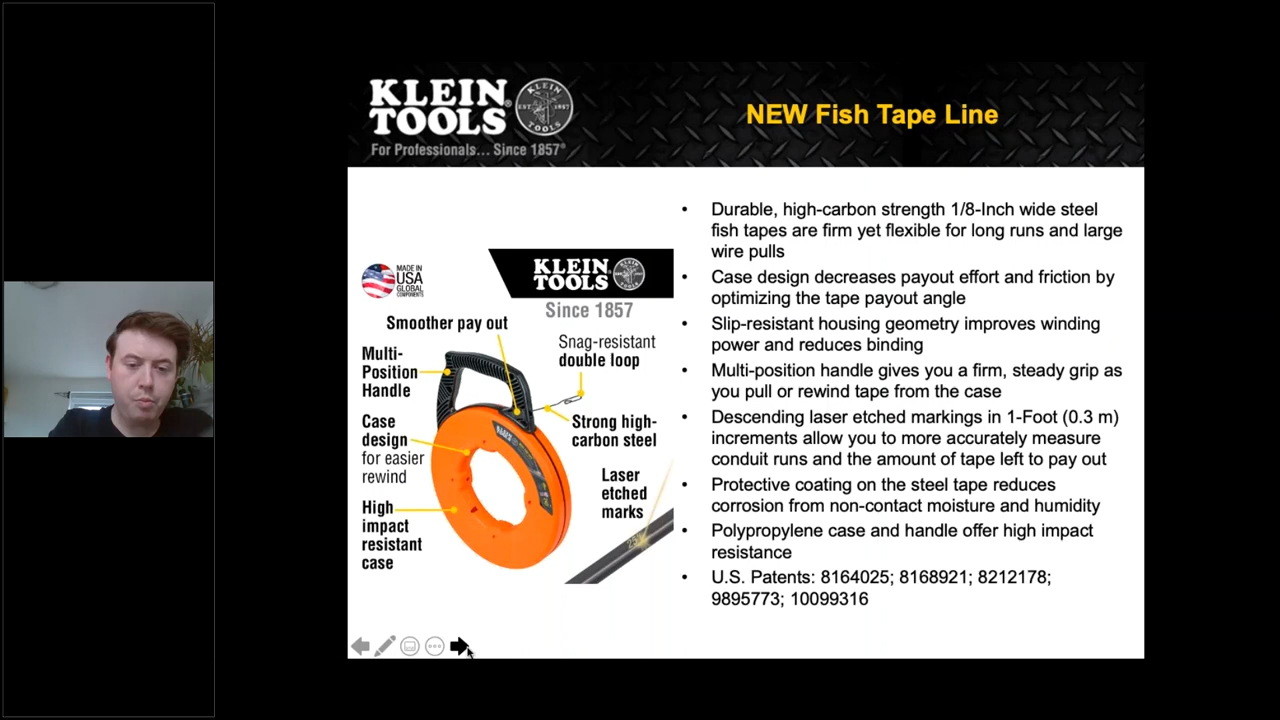 KLEIN
TOOLS®
KLEIN
EST. 1857
TOOLS
For Professionals... Since 1857®
NEW Fish Tape Line
MADE IN
USA
GLOBAL
COMPONENTS
KLEIN
TOOLS
Since 1857
Smoother pay out
Snag-resistant
double loop
Multi-
Position
Handle
Strong high-
carbon steel
Case
design
for easier
rewind
Laser
etched
marks
High
impact
resistant
case
KLEIN
• Durable, high-carbon strength 1/8-Inch wide steel
fish tapes are firm yet flexible for long runs and large
wire pulls
• Case design decreases payout effort and friction by
optimizing the tape payout angle
• Slip-resistant housing geometry improves winding
power and reduces binding
• Multi-position handle gives you a firm, steady grip as
you pull or rewind tape from the case
• Descending laser etched markings in 1-Foot (0.3 m)
increments allow you to more accurately measure
conduit runs and the amount of tape left to pay out
• Protective coating on the steel tape reduces
corrosion from non-contact moisture and humidity
• Polypropylene case and handle offer high impact
resistance
• U.S. Patents: 8164025; 8168921; 8212178;
9895773; 10099316